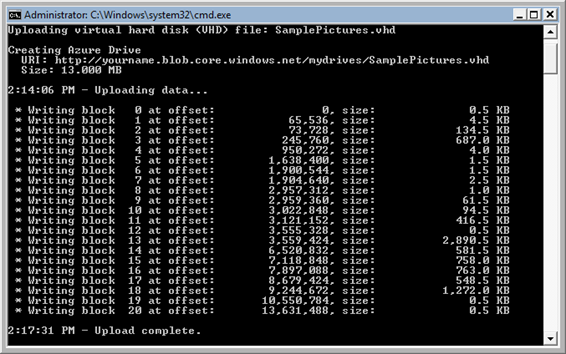 Administrator: C:\Windows\system32\cmd.exe
Uploading virtual hard disk (VHD) file: SamplePictures.vhd
Creating Azure Drive
URI: http://yourname.blob.core.windows.net/mydrives/SamplePictures.vhd
Size: 13.000 MB
2:14:06 PM - Uploading data...
* Writing block 0 at offset: 0, size: 0.5 KB
* Writing block 1 at offset: 65,536, size: 4.5 KB
* Writing block 2 at offset: 73,728, size: 134.5 KB
* Writing block 3 at offset: 245,760, size: 687.0 KB
* Writing block 4 at offset: 950,272, size: 4.0 KB
* Writing block 5 at offset: 1,638,400, size: 1.5 KB
* Writing block 6 at offset: 1,900,544, size: 1.5 KB
* Writing block 7 at offset: 1,904,640, size: 2.5 KB
* Writing block 8 at offset: 2,957,312, size: 1.0 KB
* Writing block 9 at offset: 2,959,360, size: 61.5 KB
* Writing block 10 at offset: 3,022,848, size: 94.5 KB
* Writing block 11 at offset: 3,121,152, size: 416.5 KB
* Writing block 12 at offset: 3,555,328, size: 0.5 KB
* Writing block 13 at offset: 3,559,424, size: 2,890.5 KB
* Writing block 14 at offset: 6,520,832, size: 581.5 KB
* Writing block 15 at offset: 7,118,848, size: 758.0 KB
* Writing block 16 at offset: 7,897,088, size: 763.0 KB
* Writing block 17 at offset: 8,679,424, size: 548.5 KB
* Writing block 18 at offset: 9,244,672, size: 1,272.0 KB
* Writing block 19 at offset: 10,550,784, size: 0.5 KB
* Writing block 20 at offset: 13,631,488, size: 0.5 KB
2:17:31 PM - Upload complete.